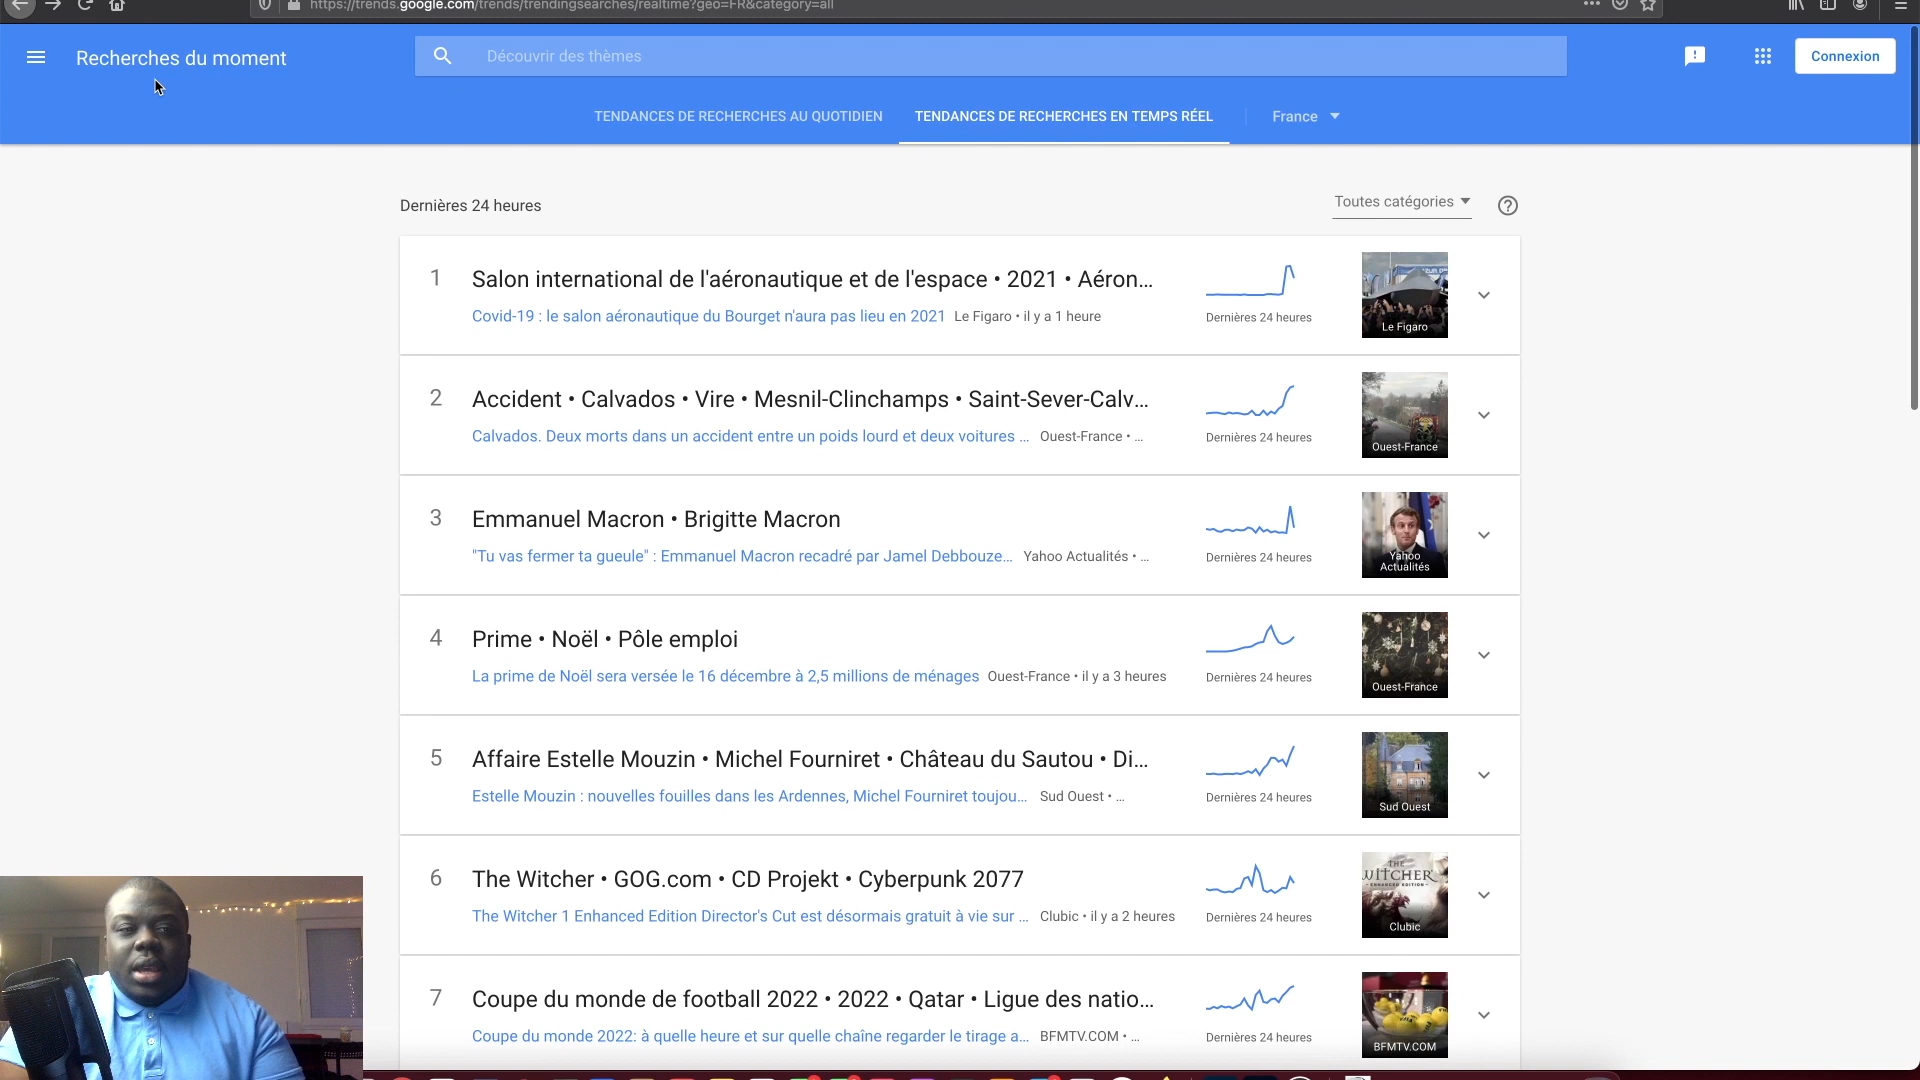 https://trends.google.com/trends/trendingsearches/realtime?geo=FR&category=all
Recherches du moment
Découvrir des thèmes
Connexion
TENDANCES DE RECHERCHES AU QUOTIDIEN
TENDANCES DE RECHERCHES EN TEMPS RÉEL
France
Dernières 24 heures
Toutes catégories
1
Salon international de l'aéronautique et de l'espace • 2021 • Aéron...
Covid-19 : le salon aéronautique du Bourget n'aura pas lieu en 2021 Le Figaro • il y a 1 heure
Dernières 24 heures
Le Figaro
2
Accident • Calvados • Vire • Mesnil-Clinchamps • Saint-Sever-Calv...
Calvados. Deux morts dans un accident entre un poids lourd et deux voitures ... Ouest-France • ...
Dernières 24 heures
Ouest-France
3
Emmanuel Macron • Brigitte Macron
"Tu vas fermer ta gueule" : Emmanuel Macron recadré par Jamel Debbouze... Yahoo Actualités • ...
Dernières 24 heures
Yahoo
Actualités
4
Prime • Noël • Pôle emploi
La prime de Noël sera versée le 16 décembre à 2,5 millions de ménages Ouest-France • il y a 3 heures
Dernières 24 heures
Ouest-France
5
Affaire Estelle Mouzin • Michel Fourniret • Château du Sautou • Di...
Estelle Mouzin : nouvelles fouilles dans les Ardennes, Michel Fourniret toujou... Sud Ouest • ...
Dernières 24 heures
Sud Ouest
6
The Witcher • GOG.com • CD Projekt • Cyberpunk 2077
The Witcher 1 Enhanced Edition Director's Cut est désormais gratuit à vie sur ... Clubic • il y a 2 heures
Dernières 24 heures
THE
WITCHER
ENHANCED EDITION
Clubic
7
Coupe du monde de football 2022 • 2022 • Qatar • Ligue des natio...
Coupe du monde 2022: à quelle heure et sur quelle chaîne regarder le tirage a... BFMTV.COM • ...
Dernières 24 heures
BFMTV.COM